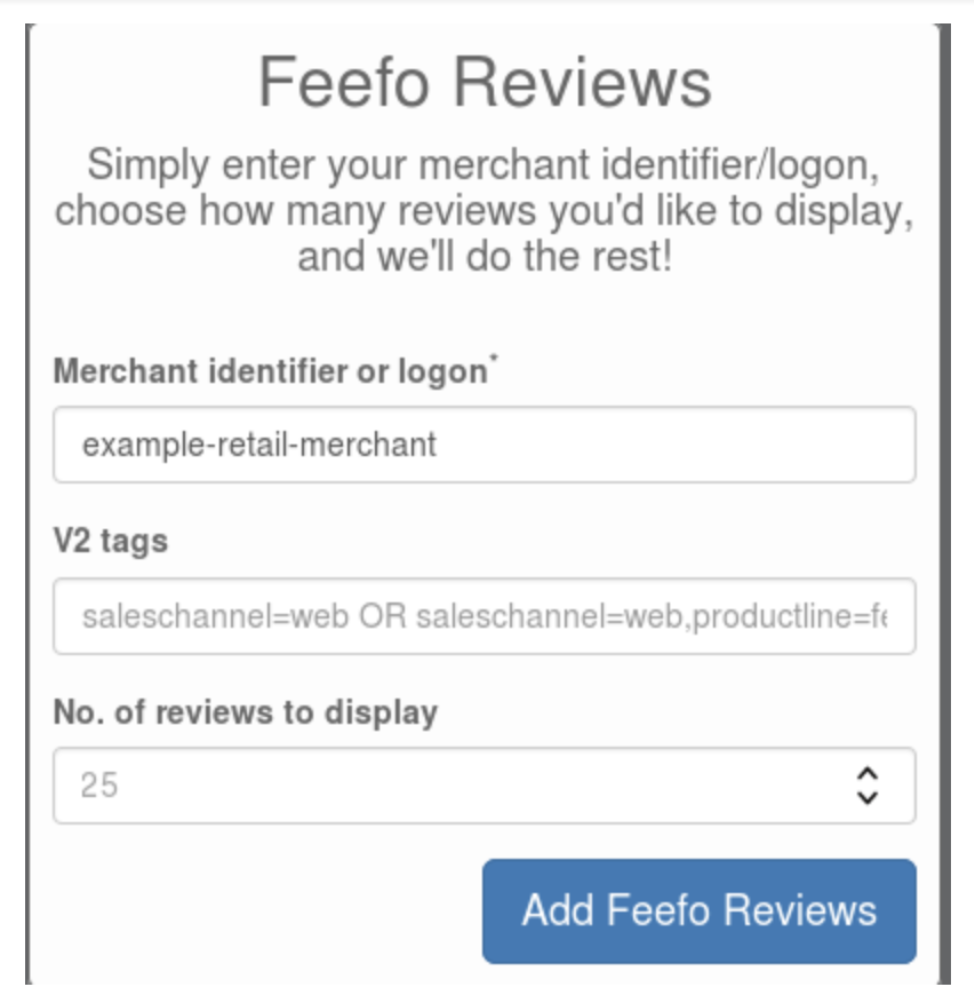 Feefo Reviews
Simply enter your merchant identifier/logon,
choose how many reviews you'd like to display,
and we'll do the rest!
Merchant identifier or logon*
example-retail-merchant
V2 tags
saleschannel=web OR saleschannel=web,productline=fe
No. of reviews to display
25
Add Feefo Reviews